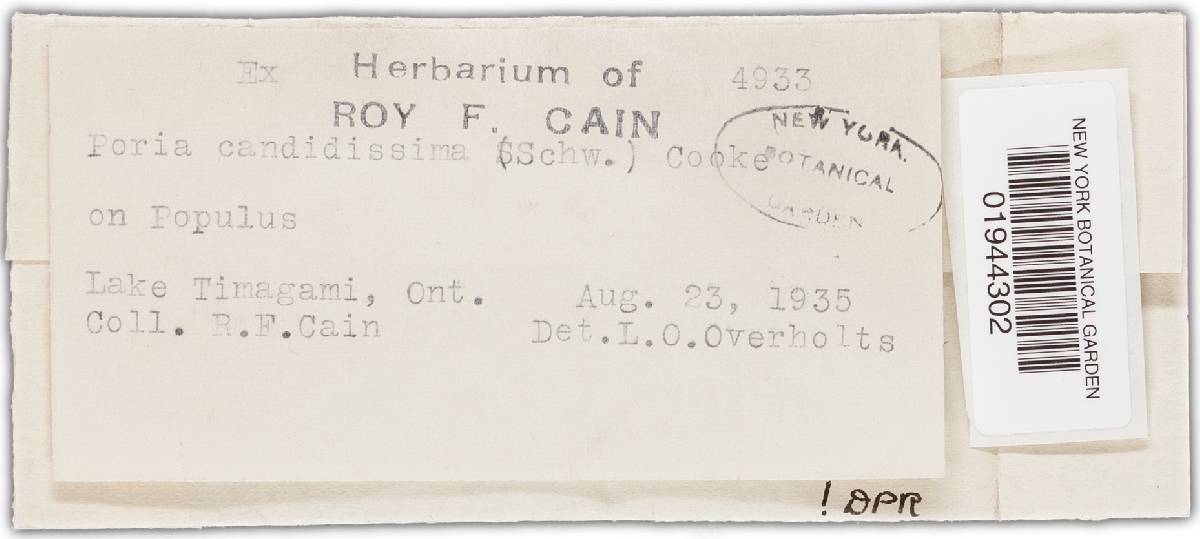 Ex Herbarium of 4933
ROY F. CAIN
Poria candidissima (Schw.) Cooke
on Populus
Lake Timagami, Ont. Aug. 23, 1935
Coll. R.F.Cain Det.L.O.Overholts
NEW YORK
BOTANICAL
GARDEN
NEW YORK BOTANICAL GARDEN
01944302
! DPR